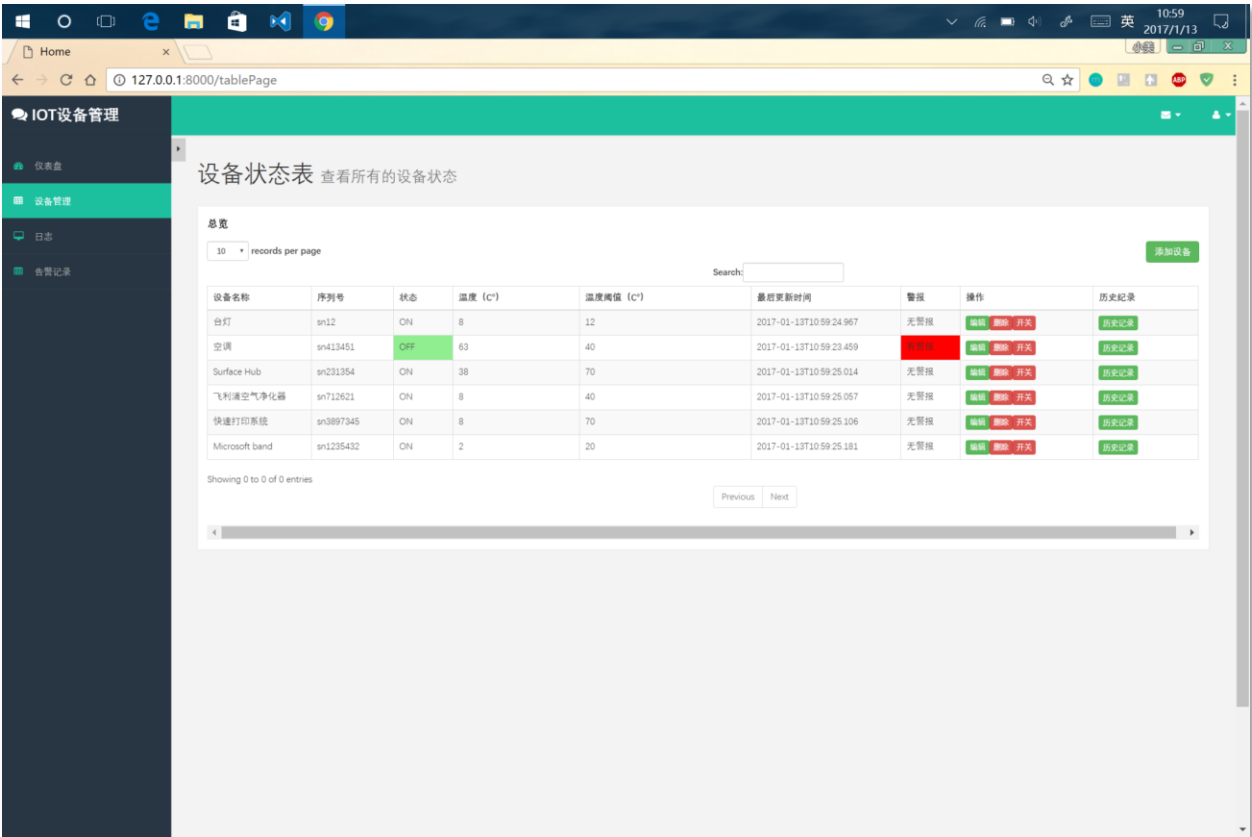 英
10:59
2017/1/13
Home
127.0.0.1:8000/tablePage
ABP
IOT设备管理
仪表盘
设备管理
日志
告警记录
设备状态表 查看所有的设备状态
总览
10 records per page
添加设备
Search:
设备名称 序列号 状态 温度 (C°) 温度阈值 (C°) 最后更新时间 警报 操作 历史纪录
台灯 sn12 ON 8 12 2017-01-13T10:59:24.967 无警报 编辑 删除 开关 历史记录
空调 sn413451 OFF 63 40 2017-01-13T10:59:23.459 编辑 删除 开关 历史记录
Surface Hub sn231354 ON 38 70 2017-01-13T10:59:25.014 无警报 编辑 删除 开关 历史记录
飞利浦空气净化器 sn712621 ON 8 40 2017-01-13T10:59:25.057 无警报 编辑 删除 开关 历史记录
快速打印系统 sn3897345 ON 8 70 2017-01-13T10:59:25.106 无警报 编辑 删除 开关 历史记录
Microsoft band sn1235432 ON 2 20 2017-01-13T10:59:25.181 无警报 编辑 删除 开关 历史记录
Showing 0 to 0 of 0 entries
Previous Next